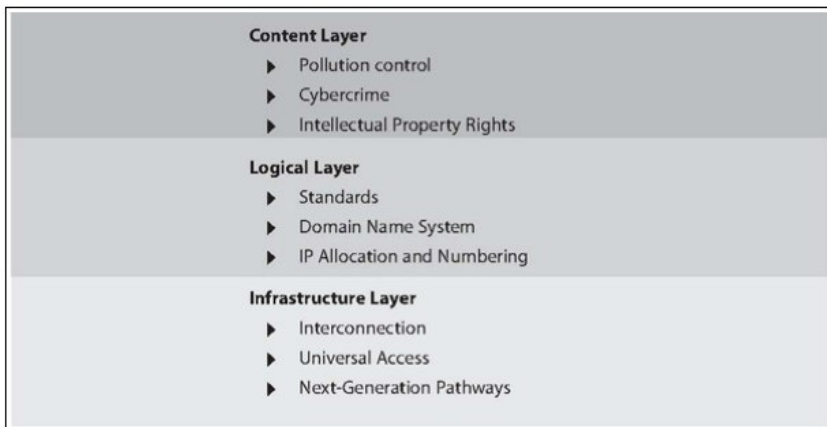 Content Layer
▶ Pollution control
▶ Cybercrime
▶ Intellectual Property Rights
Logical Layer
▶ Standards
▶ Domain Name System
▶ IP Allocation and Numbering
Infrastructure Layer
▶ Interconnection
▶ Universal Access
▶ Next-Generation Pathways